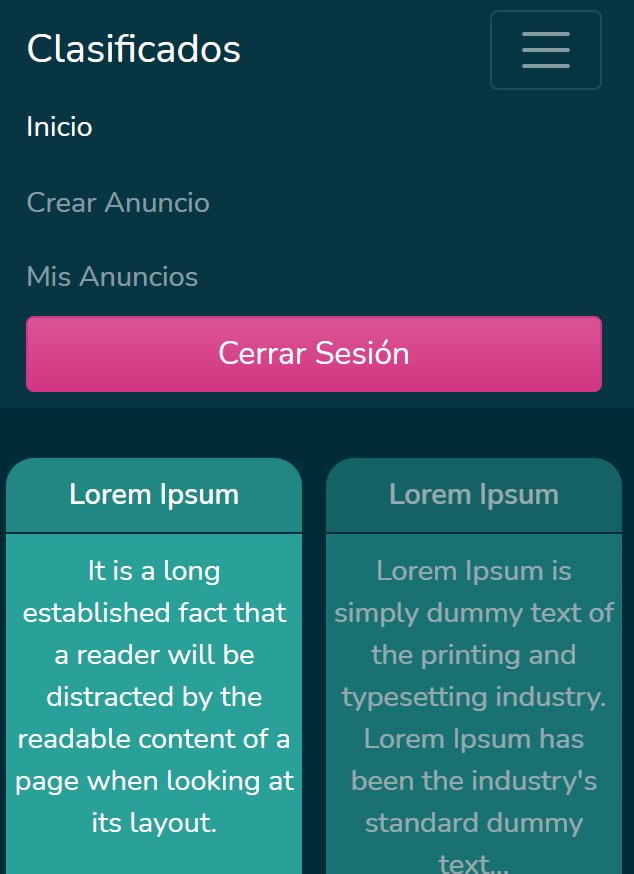 Clasificados
Inicio
Crear Anuncio
Mis Anuncios
Cerrar Sesión
Lorem Ipsum
It is a long
established fact that
a reader will be
distracted by the
readable content of a
page when looking at
its layout.
Lorem Ipsum
Lorem Ipsum is
simply dummy text of
the printing and
typesetting industry.
Lorem Ipsum has
been the industry's
standard dummy
text...